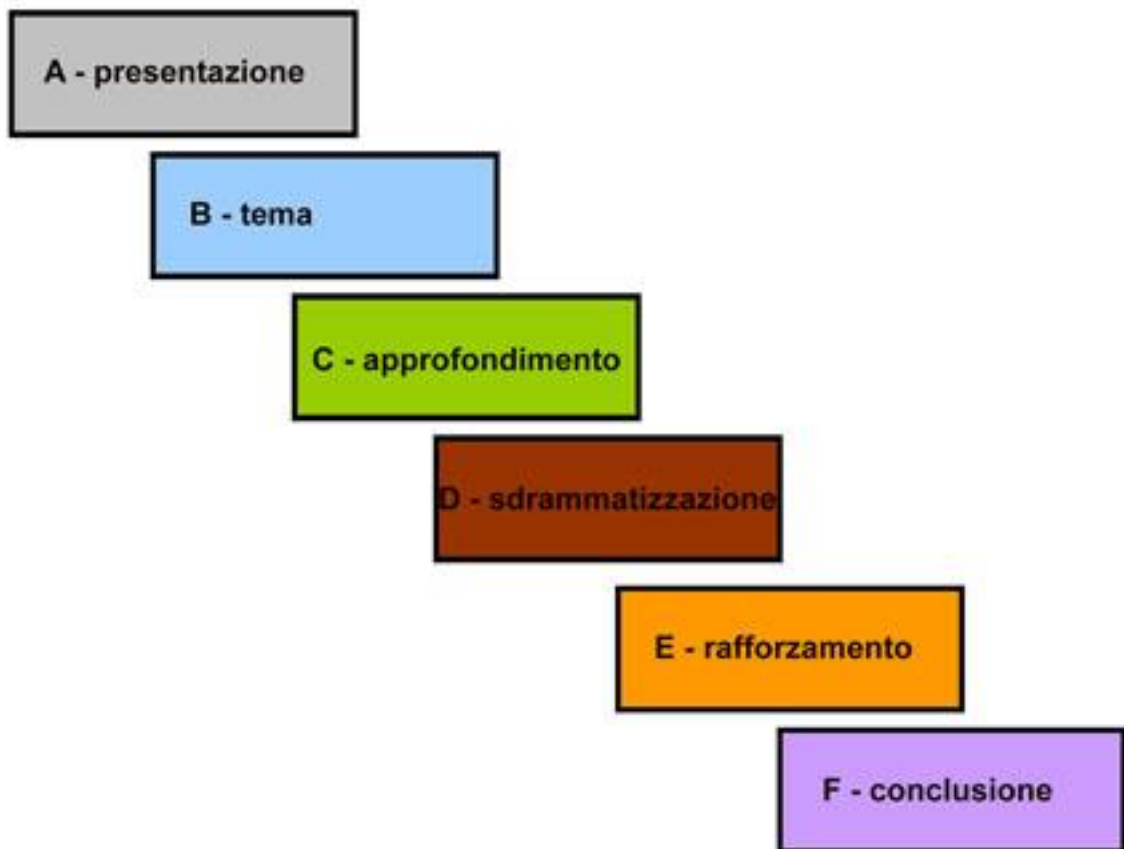 A - presentazione
B - tema
C - approfondimento
D - sdrammatizzazione
E - rafforzamento
F - conclusione